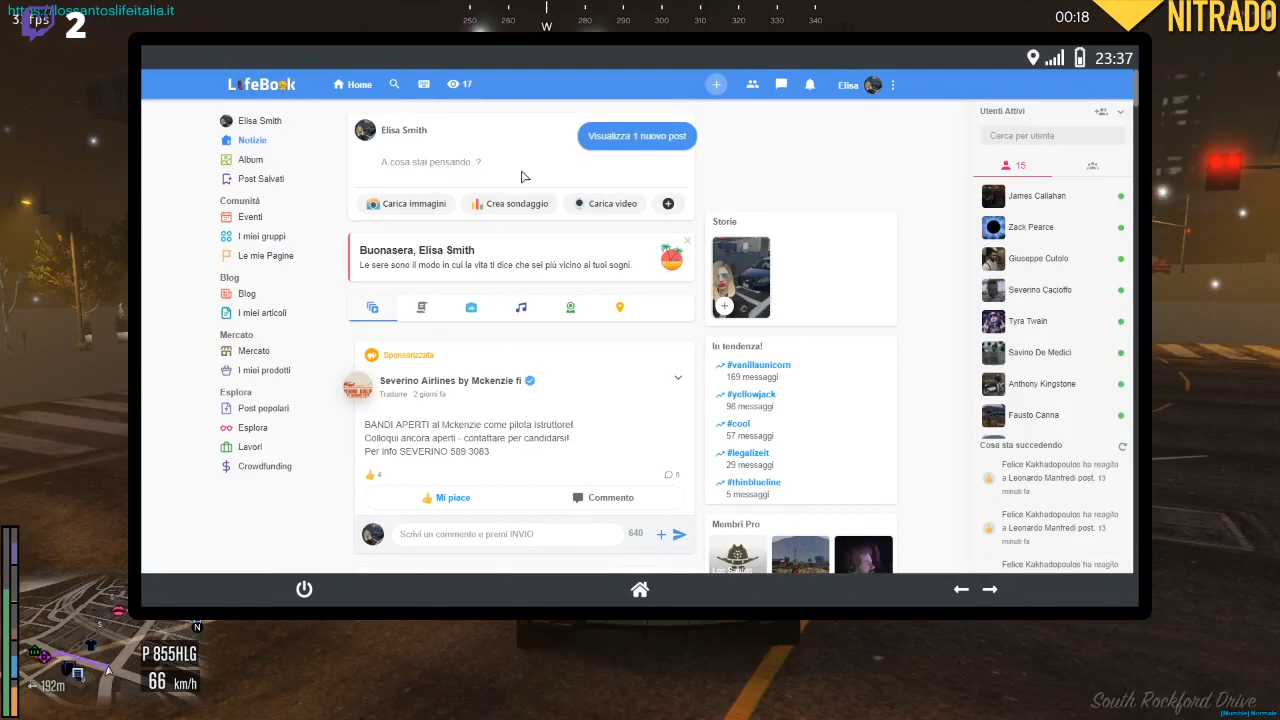 https://lossantoslifeitalia.it
2
250 260 280 300 320 340
W
00:18
NITRADO
23:37
LifeBook
Home
17
Elisa
Elisa Smith
Notizie
Album
Post Salvati
Comunità
Eventi
I miei gruppi
Le mie Pagine
Blog
Blog
I miei articoli
Mercato
Mercato
I miei prodotti
Esplora
Post popolari
Esplora
Lavori
Crowdfunding
Elisa Smith
Visualizza 1 nuovo post
A cosa stai pensando ?
Carica immagini
Crea sondaggio
Carica video
Buonasera, Elisa Smith
Le sere sono il modo in cui la vita ti dice che sei più vicino ai tuoi sogni.
Sponsorizzata
Severino Airlines by Mckenzie fi
Tradurre 2 giorni fa
BANDI APERTI al Mckenzie come pilota istruttore!
Colloqui ancora aperti - contattare per candidarsi!
Per info SEVERINO 589 3083
4
0
Mi piace
Commento
Scrivi un commento e premi INVIO
640
Storie
In tendenza!
#vanillaunicorn
169 messaggi
#yellowjack
98 messaggi
#cool
57 messaggi
#legalizeit
29 messaggi
#thinblueline
5 messaggi
Membri Pro
Los Santos
Utenti Attivi
Cerca per utente
15
James Callahan
Zack Pearce
Giuseppe Cutolo
Severino Cacioffo
Tyra Twain
Savino De Medici
Anthony Kingstone
Fausto Canna
Cosa sta succedendo
Felice Kakhadopoulos ha reagito
a Leonardo Manfredi post. 13
minuti fa
Felice Kakhadopoulos ha reagito
a Leonardo Manfredi post. 13
minuti fa
Felice Kakhadopoulos ha reagito
S
N
P 855HLG
66 km/h
192m
South Rockford Drive
[Mumble] Normale